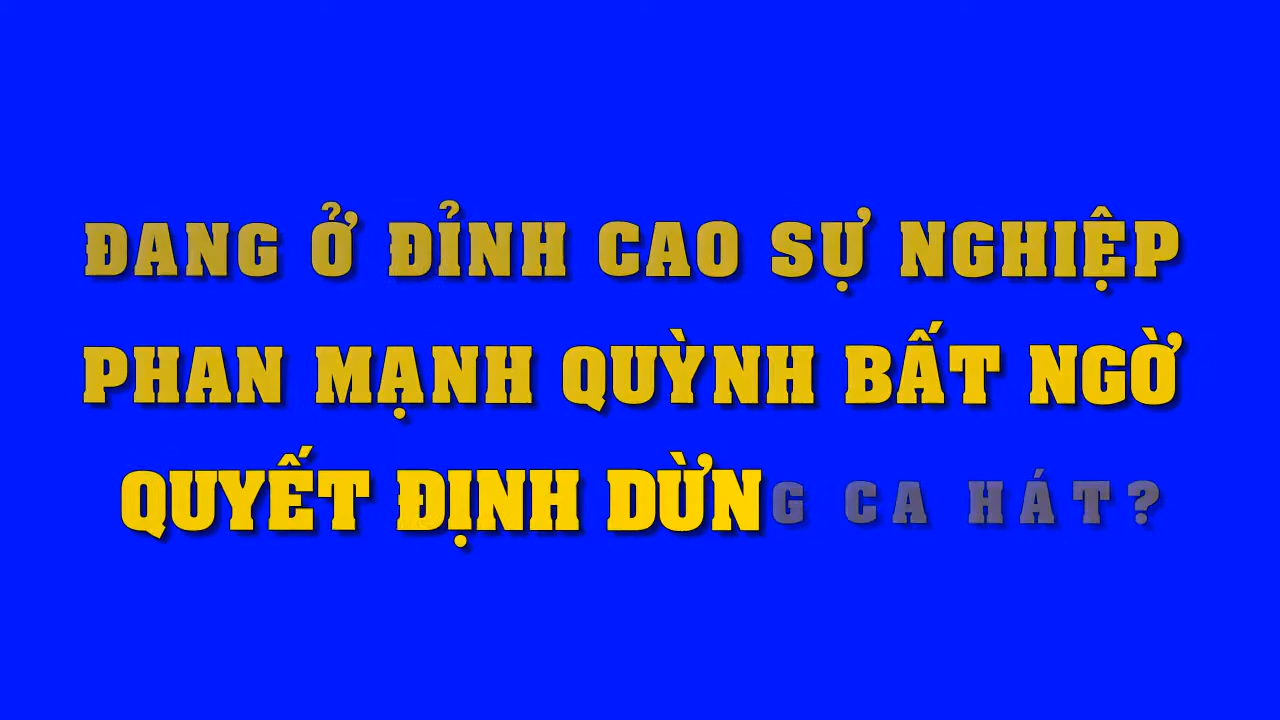 ĐANG Ở ĐỈNH CAO SỰ NGHIỆP
PHAN MẠNH QUỲNH BẤT NGỜ
QUYẾT ĐỊNH DỪNG CA HÁT?